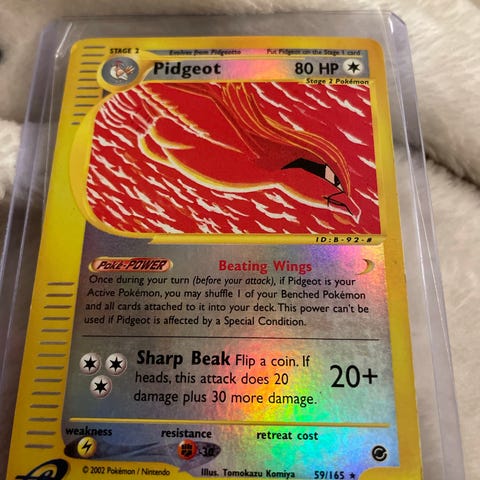 STAGE 2 Evolves from Pidgeotto Put Pidgeot on the Stage 1 card
Pidgeot 80 HP
Stage 2 Pokémon
ID:B-92-#
Poké-POWER Beating Wings
Once during your turn (before your attack), if Pidgeot is your
Active Pokémon, you may shuffle 1 of your Benched Pokémon
and all cards attached to it into your deck. This power can't be
used if Pidgeot is affected by a Special Condition.
Sharp Beak Flip a coin. If
heads, this attack does 20
damage plus 30 more damage.
20+
weakness resistance retreat cost
-30
© 2002 Pokémon / Nintendo Illus. Tomokazu Komiya 59/165 ★